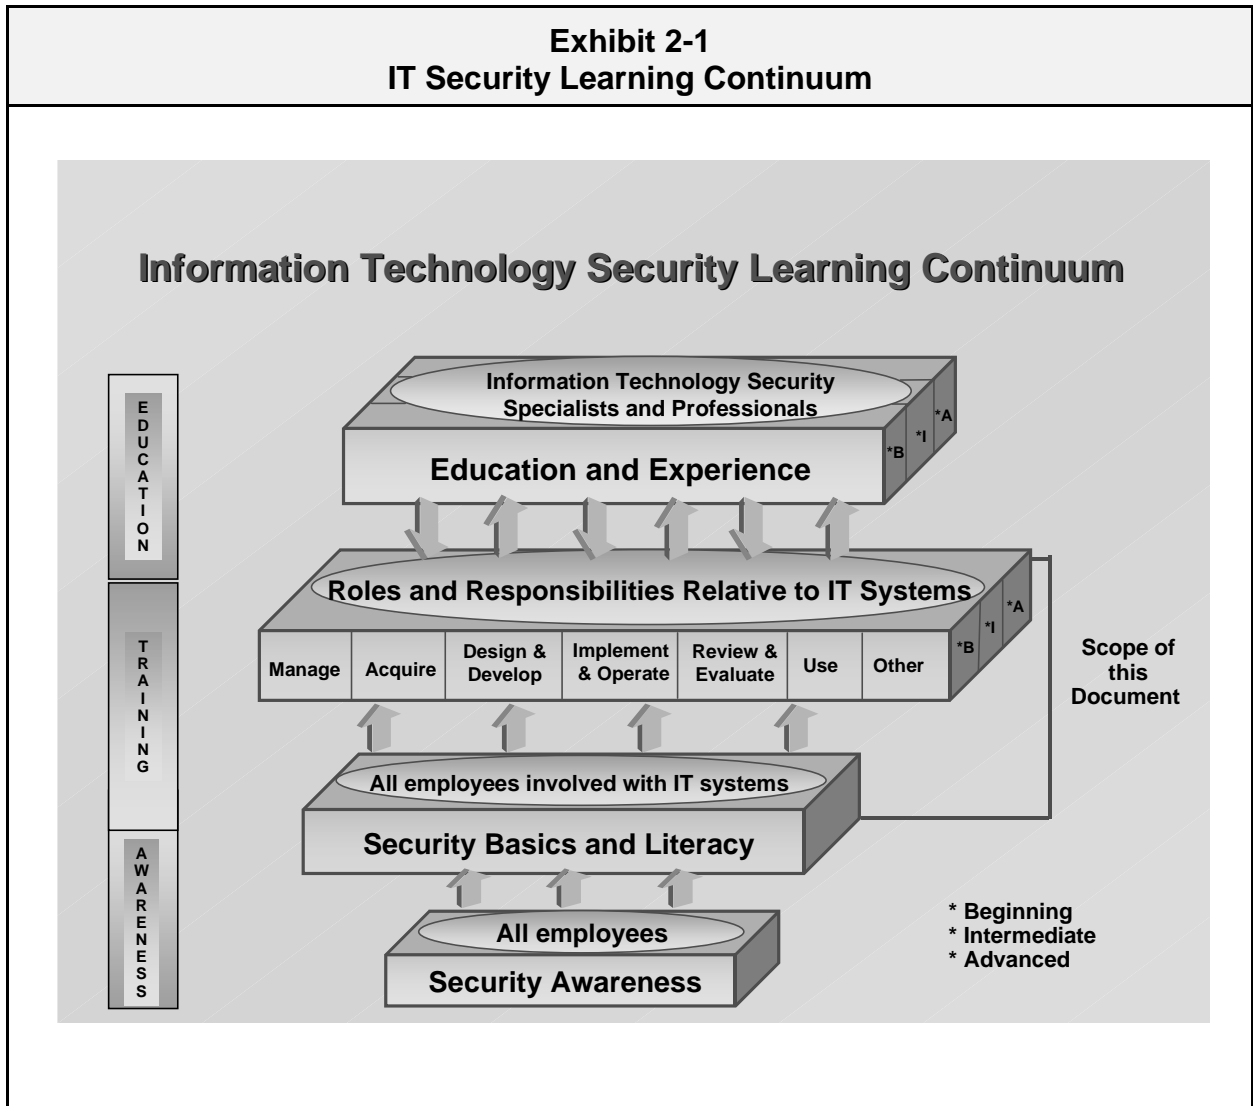 Exhibit 2-1
IT Security Learning Continuum
Information Technology Security Learning Continuum
EDUCATION
Information Technology Security
Specialists and Professionals
*B
*I
*A
Education and Experience
TRAINING
Roles and Responsibilities Relative to IT Systems
*B
*I
*A
Manage
Acquire
Design &
Develop
Implement
& Operate
Review &
Evaluate
Use
Other
Scope of
this
Document
All employees involved with IT systems
Security Basics and Literacy
AWARENESS
All employees
Security Awareness
* Beginning
* Intermediate
* Advanced